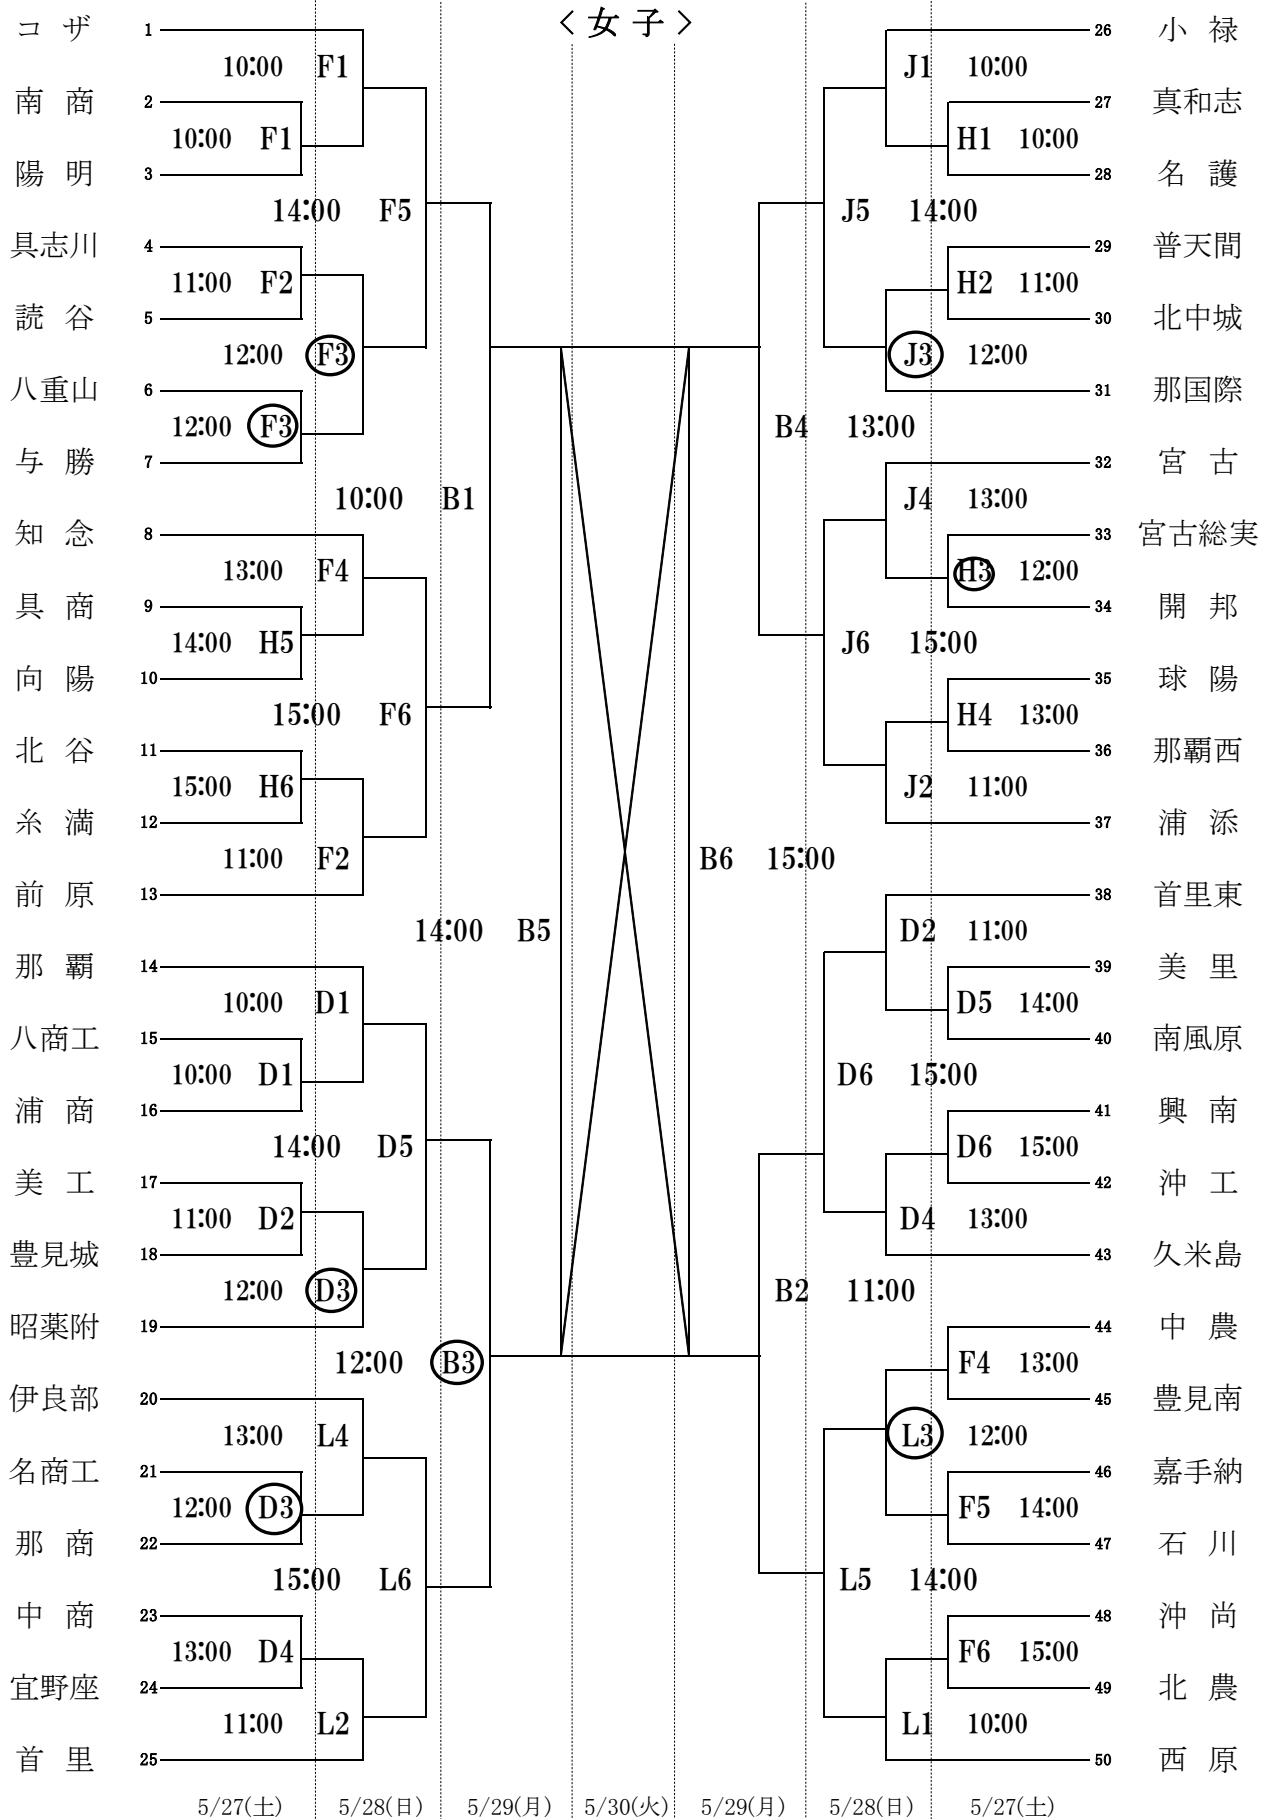 〈 女 子 〉
コ ザ 1
10:00 F1
南 商 2
10:00 F1
陽 明 3
14:00 F5
具志川 4
11:00 F2
読 谷 5
12:00 F3
八重山 6
12:00 F3
与 勝 7
10:00 B1
知 念 8
13:00 F4
具 商 9
14:00 H5
向 陽 10
15:00 F6
北 谷 11
15:00 H6
糸 満 12
11:00 F2
前 原 13
14:00 B5
那 覇 14
10:00 D1
八商工 15
10:00 D1
浦 商 16
14:00 D5
美 工 17
11:00 D2
豊見城 18
12:00 D3
昭薬附 19
12:00 B3
伊良部 20
13:00 L4
名商工 21
12:00 D3
那 商 22
15:00 L6
中 商 23
13:00 D4
宜野座 24
11:00 L2
首 里 25
26 小 禄
J1 10:00
27 真和志
H1 10:00
28 名 護
J5 14:00
29 普天間
H2 11:00
30 北中城
J3 12:00
31 那国際
B4 13:00
32 宮 古
J4 13:00
33 宮古総実
H3 12:00
34 開 邦
J6 15:00
35 球 陽
H4 13:00
36 那覇西
J2 11:00
37 浦 添
B6 15:00
38 首里東
D2 11:00
39 美 里
D5 14:00
40 南風原
D6 15:00
41 興 南
D6 15:00
42 沖 工
D4 13:00
43 久米島
B2 11:00
44 中 農
F4 13:00
45 豊見南
L3 12:00
46 嘉手納
F5 14:00
47 石 川
L5 14:00
48 沖 尚
F6 15:00
49 北 農
L1 10:00
50 西 原
5/27(土) 5/28(日) 5/29(月) 5/30(火) 5/29(月) 5/28(日) 5/27(土)